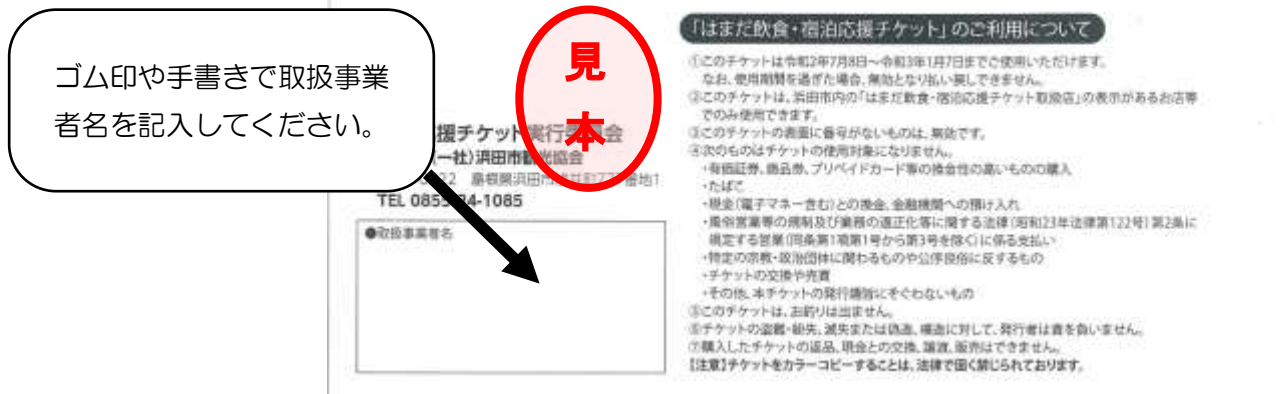 ゴム印や手書きで取扱事業
者名を記入してください。
見
本
援チケット実行委員会
(一社)浜田市観光協会
TEL 0855-24-1085
●取扱事業者名
「はまだ飲食・宿泊応援チケット」のご利用について
①このチケットは令和2年7月8日～令和3年1月7日までご使用いただけます。
なお、使用期間を過ぎた場合、無効となり払い戻しできません。
②このチケットは、浜田市内の「はまだ飲食・宿泊応援チケット取扱店」の表示があるお店等
でのみ使用できます。
③このチケットの表面に番号がないものは、無効です。
④次のものはチケットの使用対象になりません。
・有価証券、商品券、プリペイドカード等の換金性の高いものの購入
・たばこ
・現金(電子マネー含む)との換金、金融機関への預け入れ
・風俗営業等の規制及び業務の適正化等に関する法律(昭和23年法律第122号)第2条に
規定する営業(同条第1項第1号から第3号を除く)に係る支払い
・特定の宗教・政治団体に関わるものや公序良俗に反するもの
・チケットの交換や売買
・その他、本チケットの発行趣旨にそぐわないもの
⑤このチケットは、お釣りは出ません。
⑥チケットの盗難・紛失、滅失または偽造、模造に対して、発行者は責を負いません。
⑦購入したチケットの返品、現金との交換、譲渡、販売はできません。
【注意】チケットをカラーコピーすることは、法律で固く禁じられております。